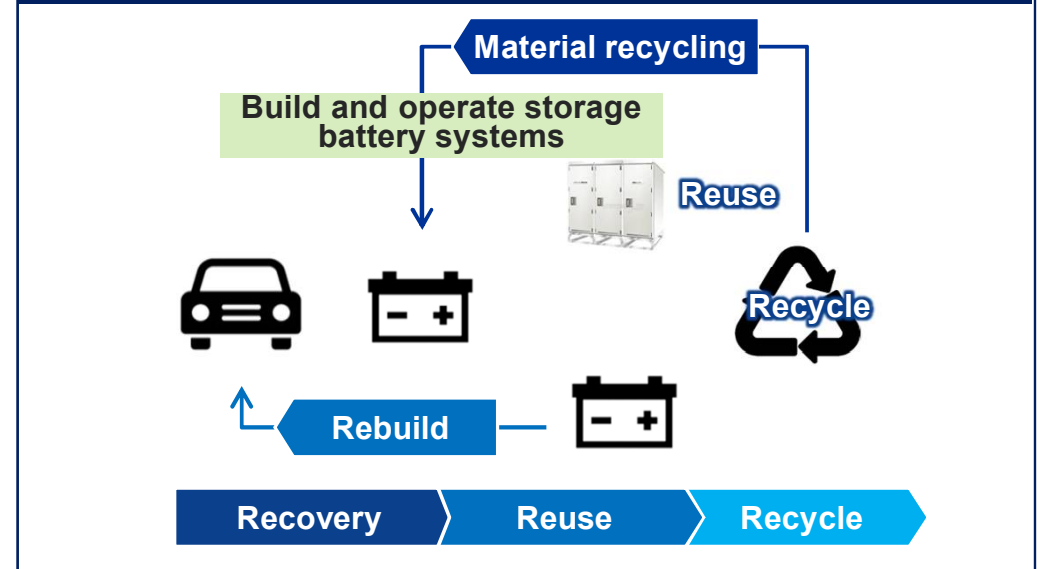 Material recycling
Build and operate storage
battery systems
Reuse
Recycle
Rebuild
Recovery
Reuse
Recycle